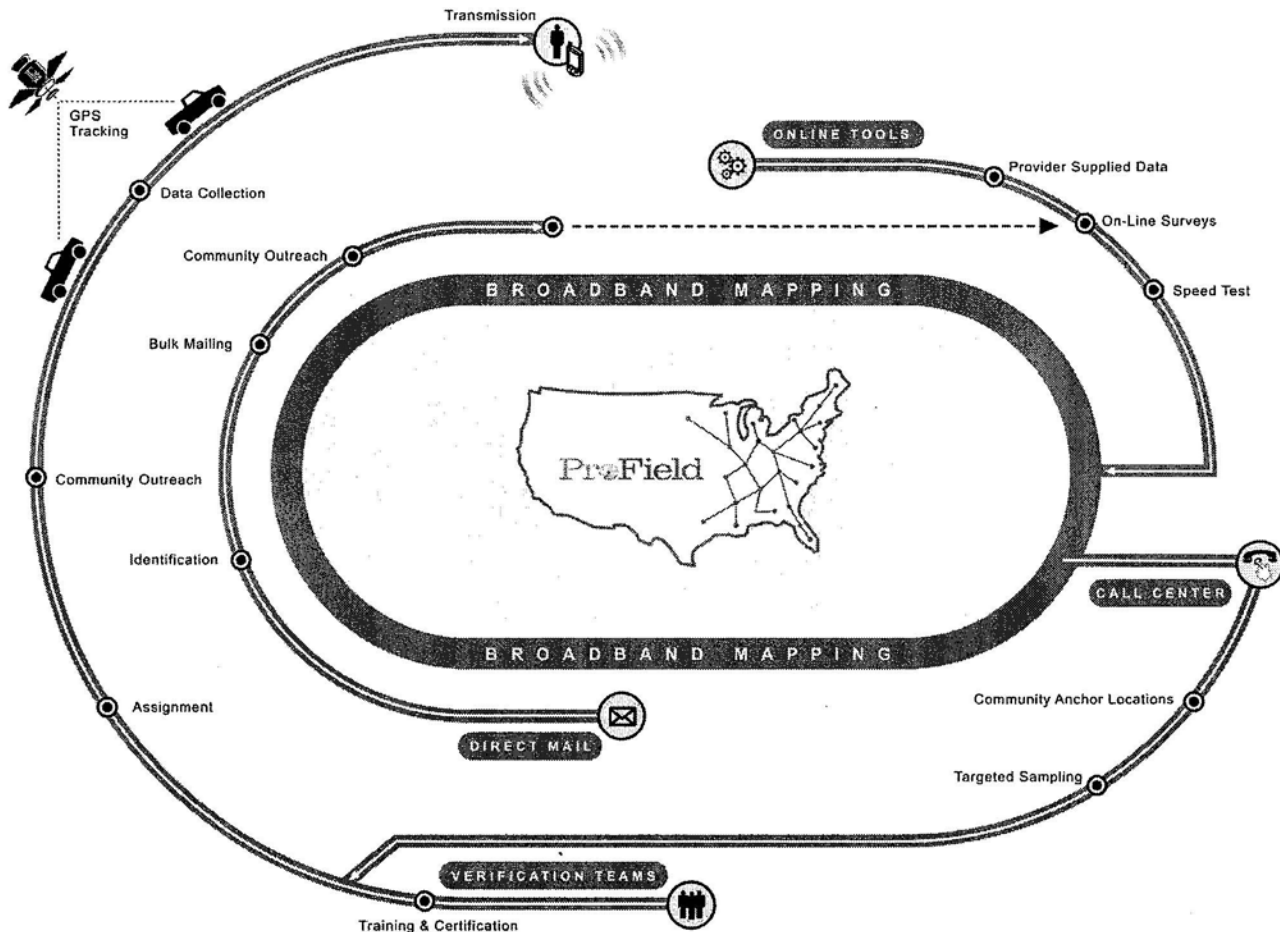 Transmission
GPS
Tracking
ONLINE TOOLS
Provider Supplied Data
Data Collection
On-Line Surveys
Community Outreach
BROADBAND MAPPING
Speed Test
Bulk Mailing
ProField
Community Outreach
Identification
CALL CENTER
BROADBAND MAPPING
Community Anchor Locations
Assignment
DIRECT MAIL
Targeted Sampling
VERIFICATION TEAMS
Training & Certification